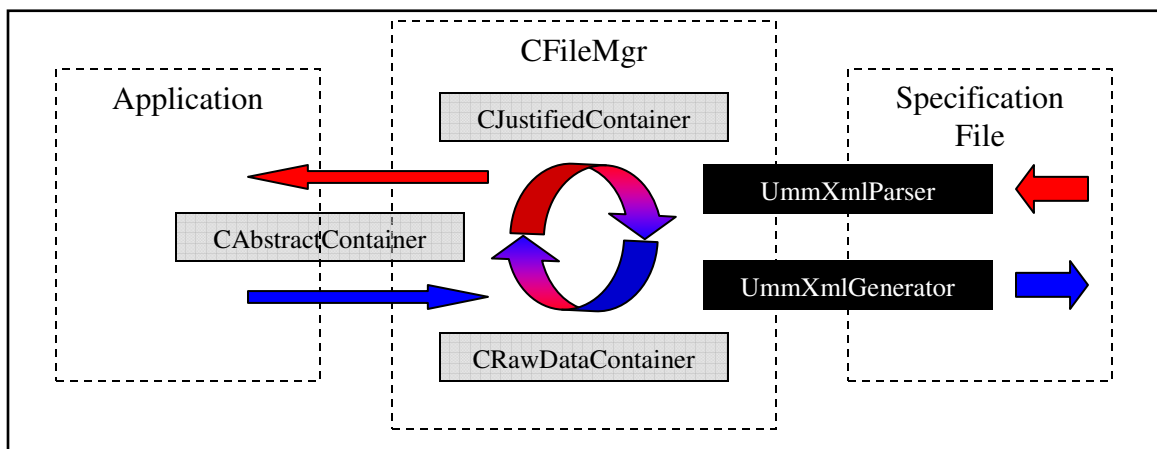 CFileMgr
Application
Specification
File
CJustifiedContainer
UmmXmlParser
CAbstractContainer
UmmXmlGenerator
CRawDataContainer